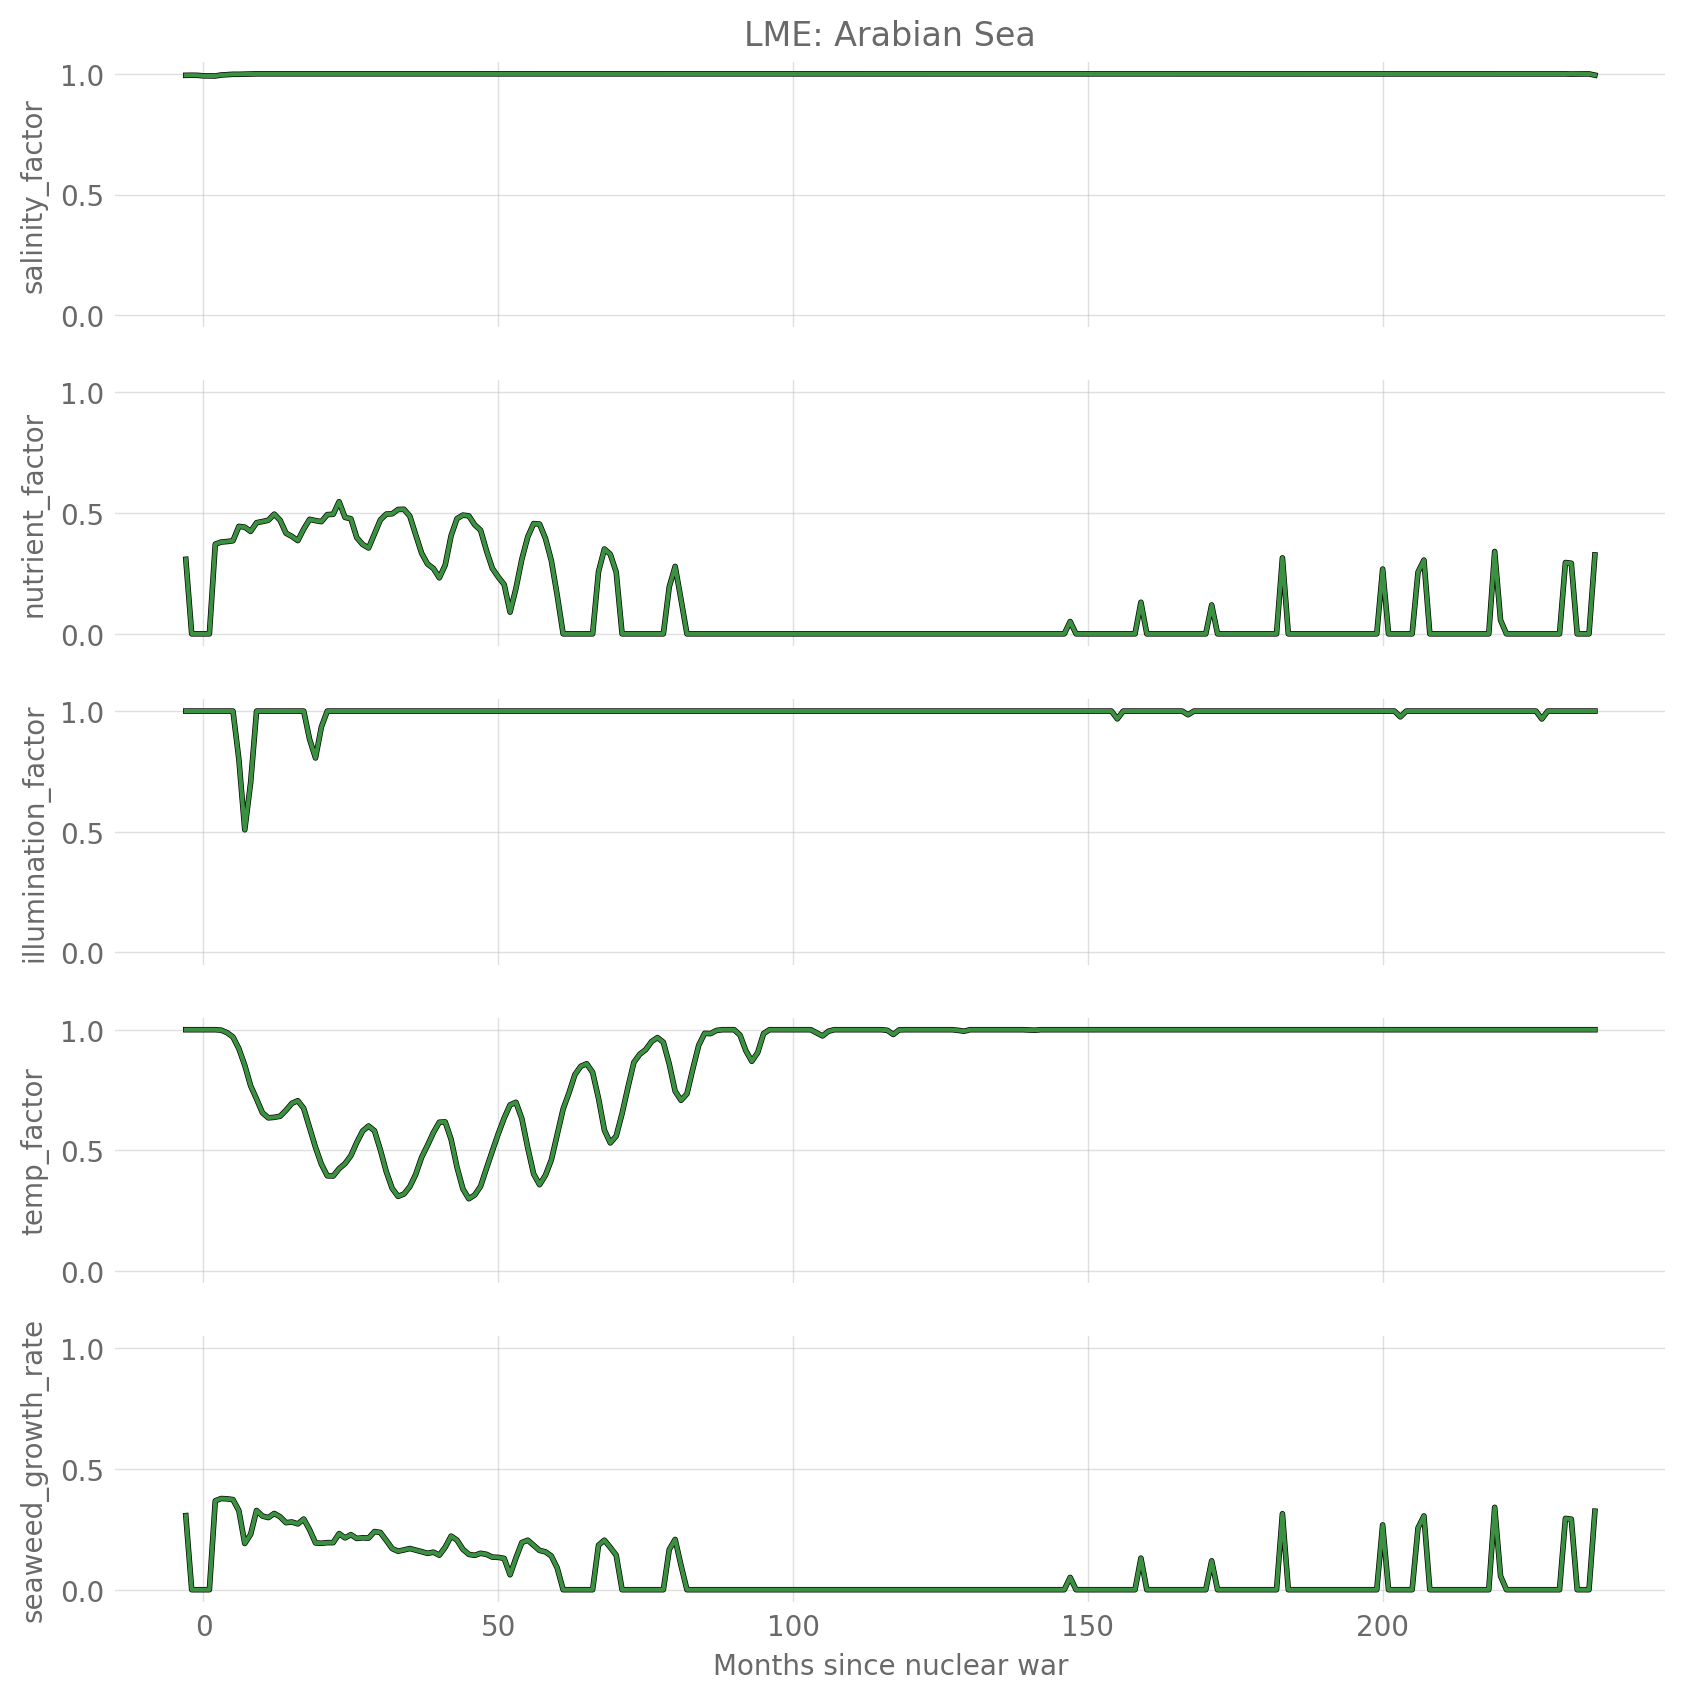 LME: Arabian Sea
salinity_factor
1.0
0.5
0.0
nutrient_factor
1.0
0.5
0.0
illumination_factor
1.0
0.5
0.0
temp_factor
1.0
0.5
0.0
seaweed_growth_rate
1.0
0.5
0.0
0 50 100 150 200
Months since nuclear war